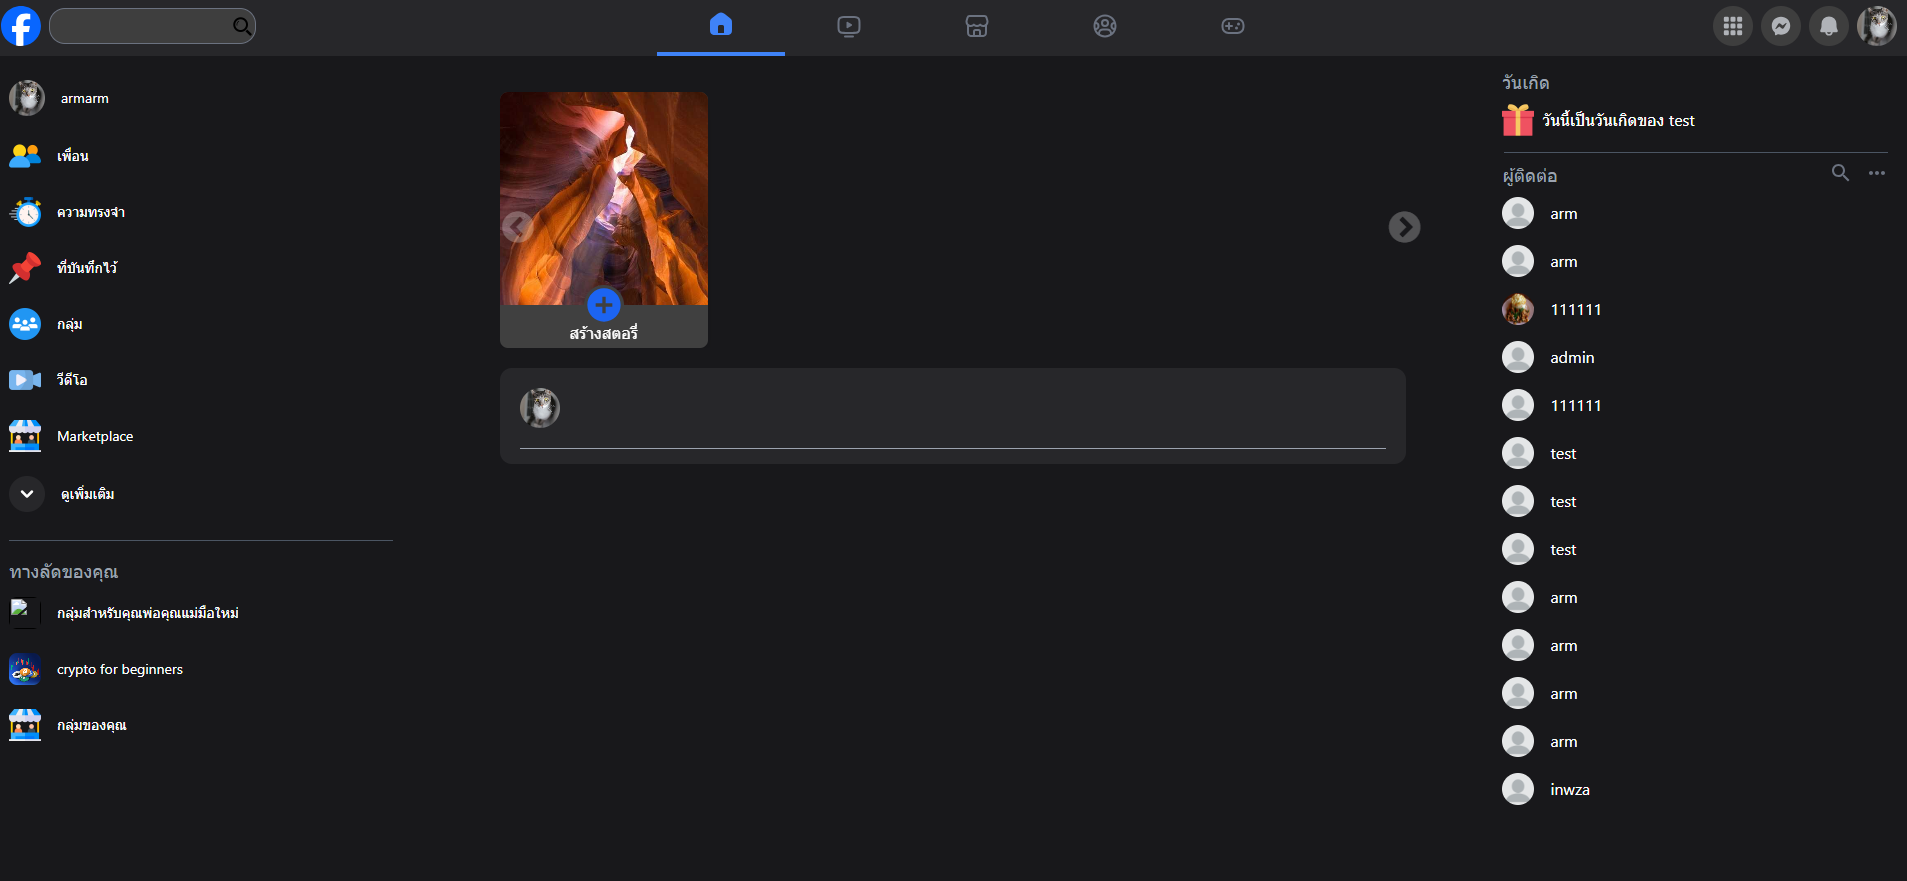 armarm
เพื่อน
ความทรงจำ
ที่บันทึกไว้
กลุ่ม
วีดีโอ
Marketplace
ดูเพิ่มเติม
ทางลัดของคุณ
กลุ่มสำหรับคุณพ่อคุณแม่มือใหม่
crypto for beginners
กลุ่มของคุณ
สร้างสตอรี่
วันเกิด
วันนี้เป็นวันเกิดของ test
ผู้ติดต่อ
arm
arm
111111
admin
111111
test
test
test
arm
arm
arm
arm
inwza